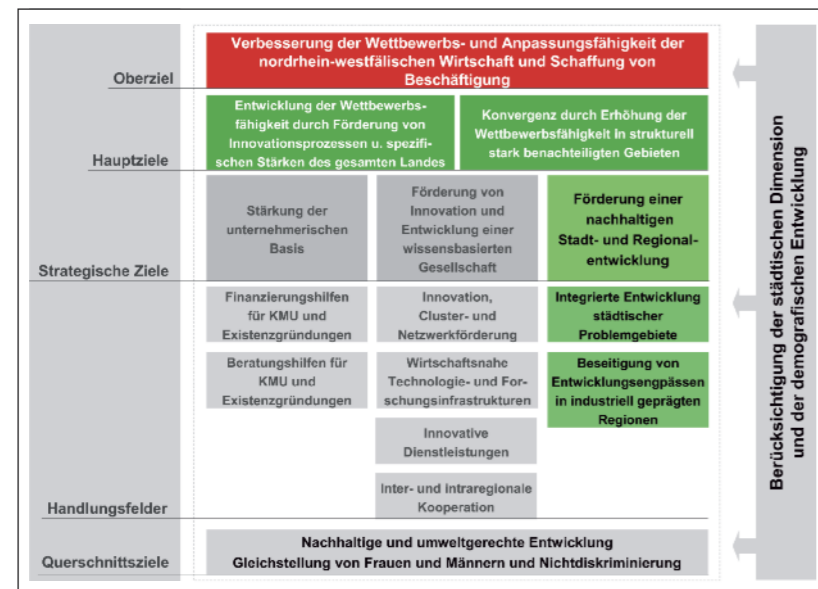 Verbesserung der Wettbewerbs- und Anpassungsfähigkeit der
nordrhein-westfälischen Wirtschaft und Schaffung von
Beschäftigung
Oberziel
Entwicklung der Wettbewerbs-
fähigkeit durch Förderung von
Innovationsprozessen u. spezifi-
schen Stärken des gesamten Landes
Konvergenz durch Erhöhung der
Wettbewerbsfähigkeit in strukturell
stark benachteiligten Gebieten
Hauptziele
Stärkung der
unternehmerischen
Basis
Förderung von
Innovation und
Entwicklung einer
wissensbasierten
Gesellschaft
Förderung einer
nachhaltigen
Stadt- und Regional-
entwicklung
Strategische Ziele
Finanzierungshilfen
für KMU und
Existenzgründungen
Innovation,
Cluster- und
Netzwerkförderung
Integrierte Entwicklung
städtischer
Problemgebiete
Beratungshilfen für
KMU und
Existenzgründungen
Wirtschaftsnahe
Technologie- und For-
schungsinfrastrukturen
Beseitigung von
Entwicklungsengpässen
in industriell geprägten
Regionen
Innovative
Dienstleistungen
Inter- und intraregionale
Kooperation
Handlungsfelder
Nachhaltige und umweltgerechte Entwicklung
Gleichstellung von Frauen und Männern und Nichtdiskriminierung
Querschnittsziele
Berücksichtigung der städtischen Dimension
und der demografischen Entwicklung